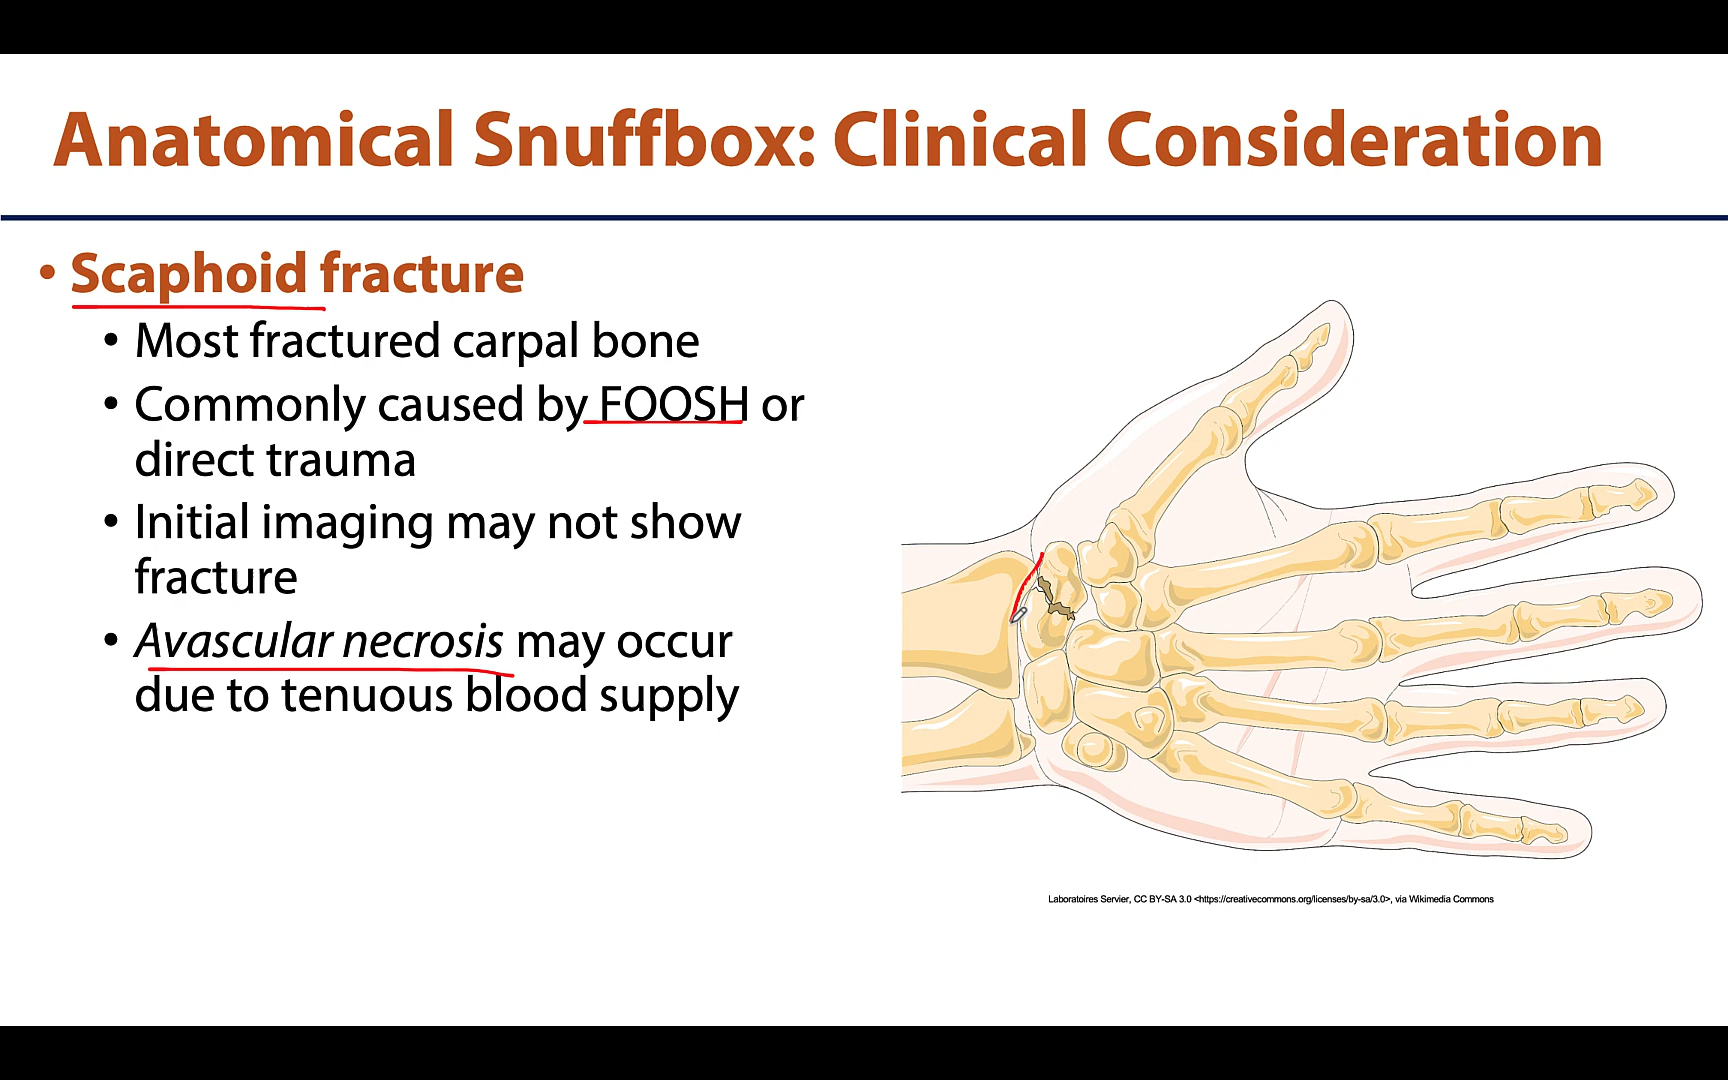 Anatomical Snuffbox: Clinical Consideration
• Scaphoid fracture
• Most fractured carpal bone
• Commonly caused by FOOSH or
direct trauma
• Initial imaging may not show
fracture
• Avascular necrosis may occur
due to tenuous blood supply
Laboratoires Servier, CC BY-SA 3.0 <https://creativecommons.org/licenses/by-sa/3.0>, via Wikimedia Commons